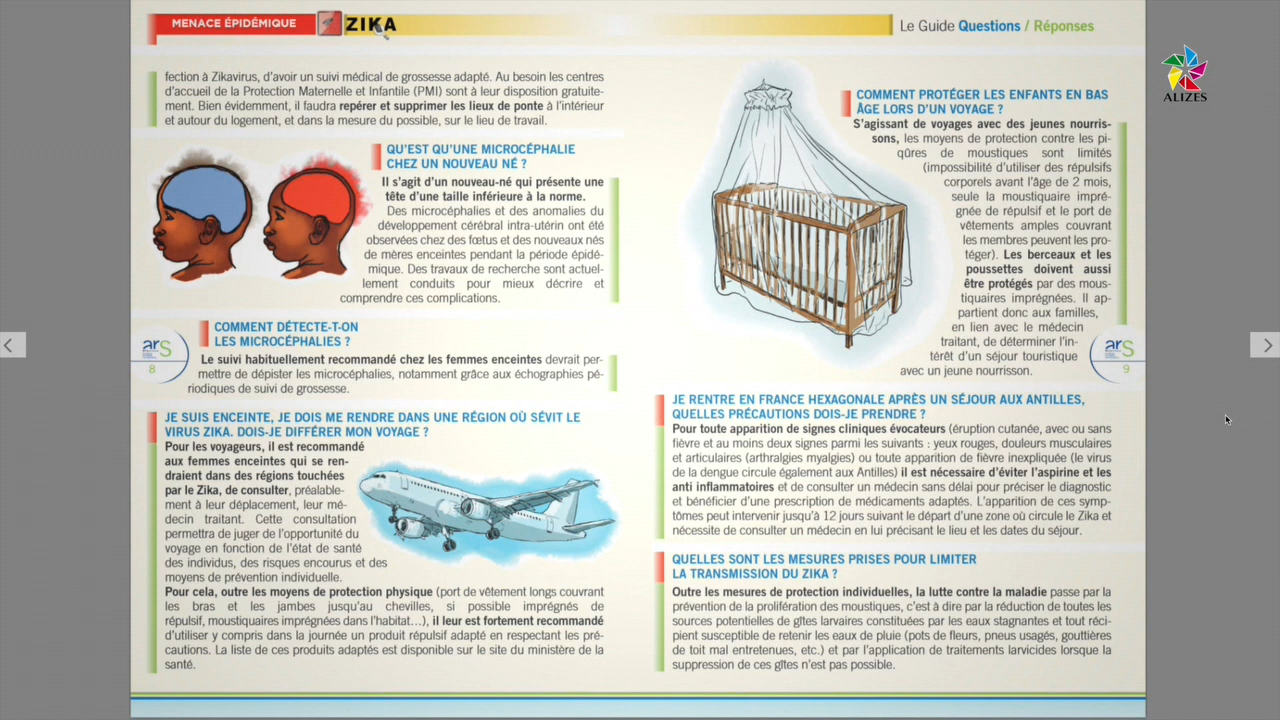 MENACE ÉPIDÉMIQUE
ZIKA
Le Guide Questions / Réponses
ALIZES
fection à Zikavirus, d'avoir un suivi médical de grossesse adapté. Au besoin les centres
d'accueil de la Protection Maternelle et Infantile (PMI) sont à leur disposition gratuite-
ment. Bien évidemment, il faudra repérer et supprimer les lieux de ponte à l'intérieur
et autour du logement, et dans la mesure du possible, sur le lieu de travail.
QU'EST QU'UNE MICROCÉPHALIE
CHEZ UN NOUVEAU NÉ ?
Il s'agit d'un nouveau-né qui présente une
tête d'une taille inférieure à la norme.
Des microcéphalies et des anomalies du
développement cérébral intra-utérin ont été
observées chez des fœtus et des nouveaux nés
de mères enceintes pendant la période épidé-
mique. Des travaux de recherche sont actuel-
lement conduits pour mieux décrire et
comprendre ces complications.
COMMENT DÉTECTE-T-ON
LES MICROCÉPHALIES ?
Le suivi habituellement recommandé chez les femmes enceintes devrait per-
mettre de dépister les microcéphalies, notamment grâce aux échographies pé-
riodiques de suivi de grossesse.
ars
8
JE SUIS ENCEINTE, JE DOIS ME RENDRE DANS UNE RÉGION OÙ SÉVIT LE
VIRUS ZIKA. DOIS-JE DIFFÉRER MON VOYAGE ?
Pour les voyageurs, il est recommandé
aux femmes enceintes qui se ren-
draient dans des régions touchées
par le Zika, de consulter, préalable-
ment à leur déplacement, leur mé-
decin traitant. Cette consultation
permettra de juger de l'opportunité du
voyage en fonction de l'état de santé
des individus, des risques encourus et des
moyens de prévention individuelle.
Pour cela, outre les moyens de protection physique (port de vêtement longs couvrant
les bras et les jambes jusqu'au chevilles, si possible imprégnés de
répulsif, moustiquaires imprégnées dans l'habitat…), il leur est fortement recommandé
d'utiliser y compris dans la journée un produit répulsif adapté en respectant les pré-
cautions. La liste de ces produits adaptés est disponible sur le site du ministère de la
santé.
COMMENT PROTÉGER LES ENFANTS EN BAS
ÂGE LORS D'UN VOYAGE ?
S'agissant de voyages avec des jeunes nourris-
sons, les moyens de protection contre les pi-
qûres de moustiques sont limités
(impossibilité d'utiliser des répulsifs
corporels avant l'âge de 2 mois,
seule la moustiquaire impré-
gnée de répulsif et le port de
vêtements amples couvrant
les membres peuvent les pro-
téger). Les berceaux et les
poussettes doivent aussi
être protégés par des mous-
tiquaires imprégnées. Il ap-
partient donc aux familles,
en lien avec le médecin
traitant, de déterminer l'in-
térêt d'un séjour touristique
avec un jeune nourrisson.
ars
9
JE RENTRE EN FRANCE HEXAGONALE APRÈS UN SÉJOUR AUX ANTILLES,
QUELLES PRÉCAUTIONS DOIS-JE PRENDRE ?
Pour toute apparition de signes cliniques évocateurs (éruption cutanée, avec ou sans
fièvre et au moins deux signes parmi les suivants : yeux rouges, douleurs musculaires
et articulaires (arthralgies myalgies) ou toute apparition de fièvre inexpliquée (le virus
de la dengue circule également aux Antilles) il est nécessaire d'éviter l'aspirine et les
anti inflammatoires et de consulter un médecin sans délai pour préciser le diagnostic
et bénéficier d'une prescription de médicaments adaptés. L'apparition de ces symp-
tômes peut intervenir jusqu'à 12 jours suivant le départ d'une zone où circule le Zika et
nécessite de consulter un médecin en lui précisant le lieu et les dates du séjour.
QUELLES SONT LES MESURES PRISES POUR LIMITER
LA TRANSMISSION DU ZIKA ?
Outre les mesures de protection individuelles, la lutte contre la maladie passe par la
prévention de la prolifération des moustiques, c'est à dire par la réduction de toutes les
sources potentielles de gîtes larvaires constituées par les eaux stagnantes et tout réci-
pient susceptible de retenir les eaux de pluie (pots de fleurs, pneus usagés, gouttières
de toit mal entretenues, etc.) et par l'application de traitements larvicides lorsque la
suppression de ces gîtes n'est pas possible.